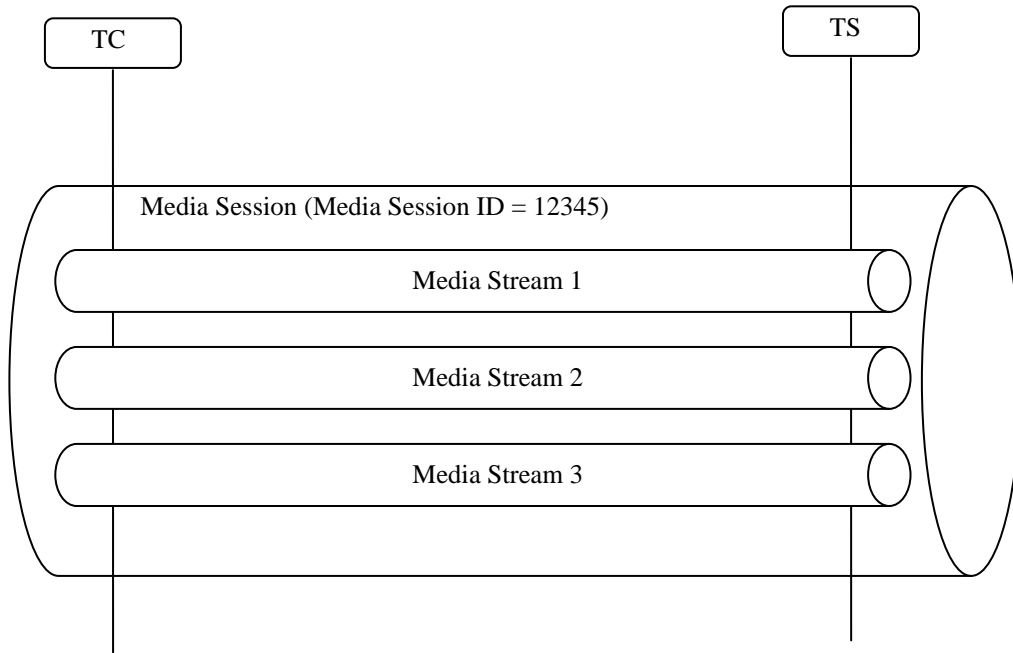 TC
TS
Media Session (Media Session ID = 12345)
Media Stream 1
Media Stream 2
Media Stream 3